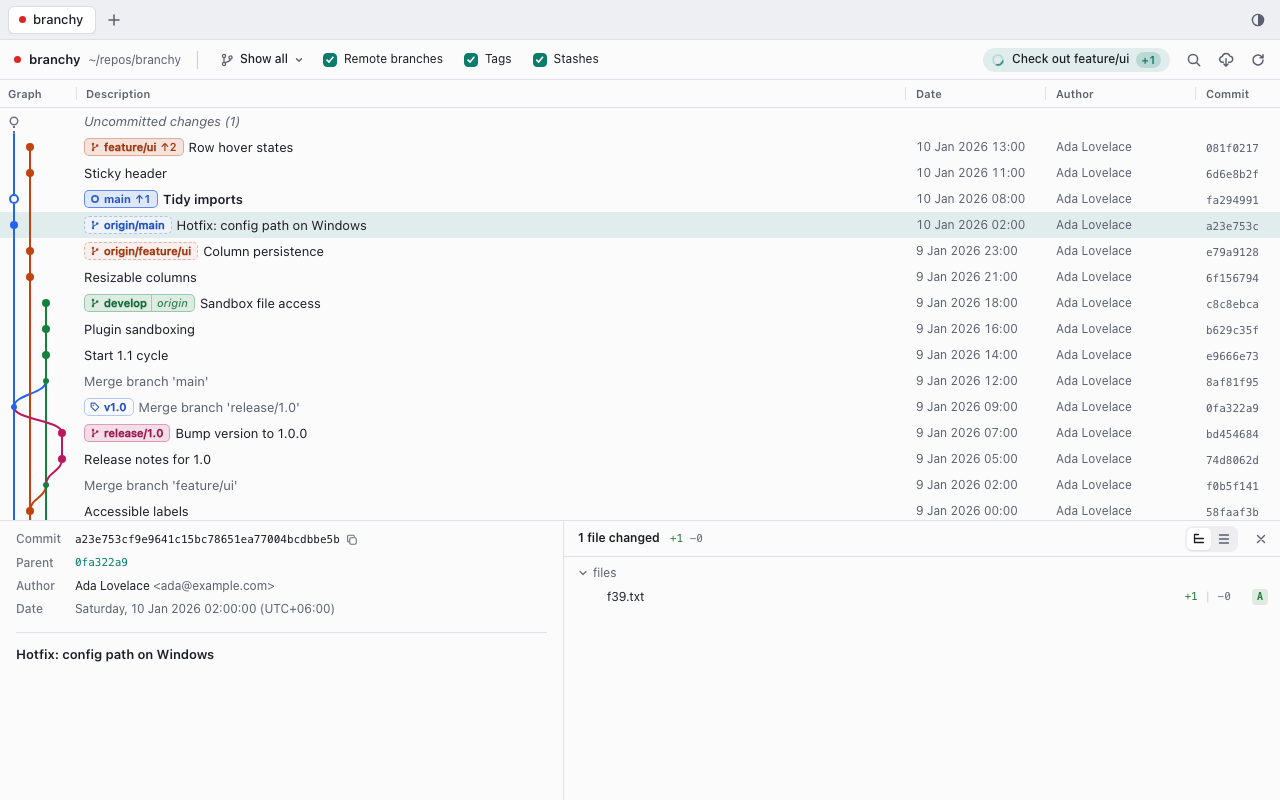 branchy
branchy ~/repos/branchy Show all Remote branches Tags Stashes Check out feature/ui +1
Graph Description Date Author Commit
Uncommitted changes (1)
feature/ui ↑2 Row hover states 10 Jan 2026 13:00 Ada Lovelace 081f0217
Sticky header 10 Jan 2026 11:00 Ada Lovelace 6d6e8b2f
main ↑1 Tidy imports 10 Jan 2026 08:00 Ada Lovelace fa294991
origin/main Hotfix: config path on Windows 10 Jan 2026 02:00 Ada Lovelace a23e753c
origin/feature/ui Column persistence 9 Jan 2026 23:00 Ada Lovelace e79a9128
Resizable columns 9 Jan 2026 21:00 Ada Lovelace 6f156794
develop origin Sandbox file access 9 Jan 2026 18:00 Ada Lovelace c8c8ebca
Plugin sandboxing 9 Jan 2026 16:00 Ada Lovelace b629c35f
Start 1.1 cycle 9 Jan 2026 14:00 Ada Lovelace e9666e73
Merge branch 'main' 9 Jan 2026 12:00 Ada Lovelace 8af81f95
v1.0 Merge branch 'release/1.0' 9 Jan 2026 09:00 Ada Lovelace 0fa322a9
release/1.0 Bump version to 1.0.0 9 Jan 2026 07:00 Ada Lovelace bd454684
Release notes for 1.0 9 Jan 2026 05:00 Ada Lovelace 74d8062d
Merge branch 'feature/ui' 9 Jan 2026 02:00 Ada Lovelace f0b5f141
Accessible labels 9 Jan 2026 00:00 Ada Lovelace 58faaf3b
Commit a23e753cf9e9641c15bc78651ea77004bcdbbe5b
Parent 0fa322a9
Author Ada Lovelace <ada@example.com>
Date Saturday, 10 Jan 2026 02:00:00 (UTC+06:00)
Hotfix: config path on Windows
1 file changed +1 −0
files
f39.txt +1 | −0 A